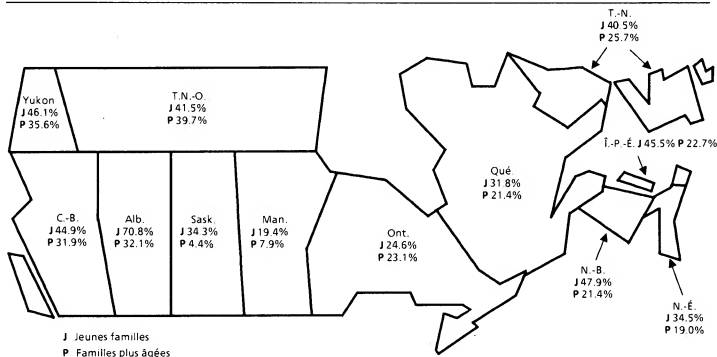 T.-N.
J 40.5%
P 25.7%
Yukon
J 46.1%
P 35.6%
T.N.-O.
J 41.5%
P 39.7%
Î.-P.-É. J 45.5% P 22.7%
Qué.
J 31.8%
P 21.4%
C.-B.
J 44.9%
P 31.9%
Alb.
J 70.8%
P 32.1%
Sask.
J 34.3%
P 4.4%
Man.
J 19.4%
P 7.9%
Ont.
J 24.6%
P 23.1%
N.-B.
J 47.9%
P 21.4%
N.-É.
J 34.5%
P 19.0%
J Jeunes familles
P Familles plus âgées